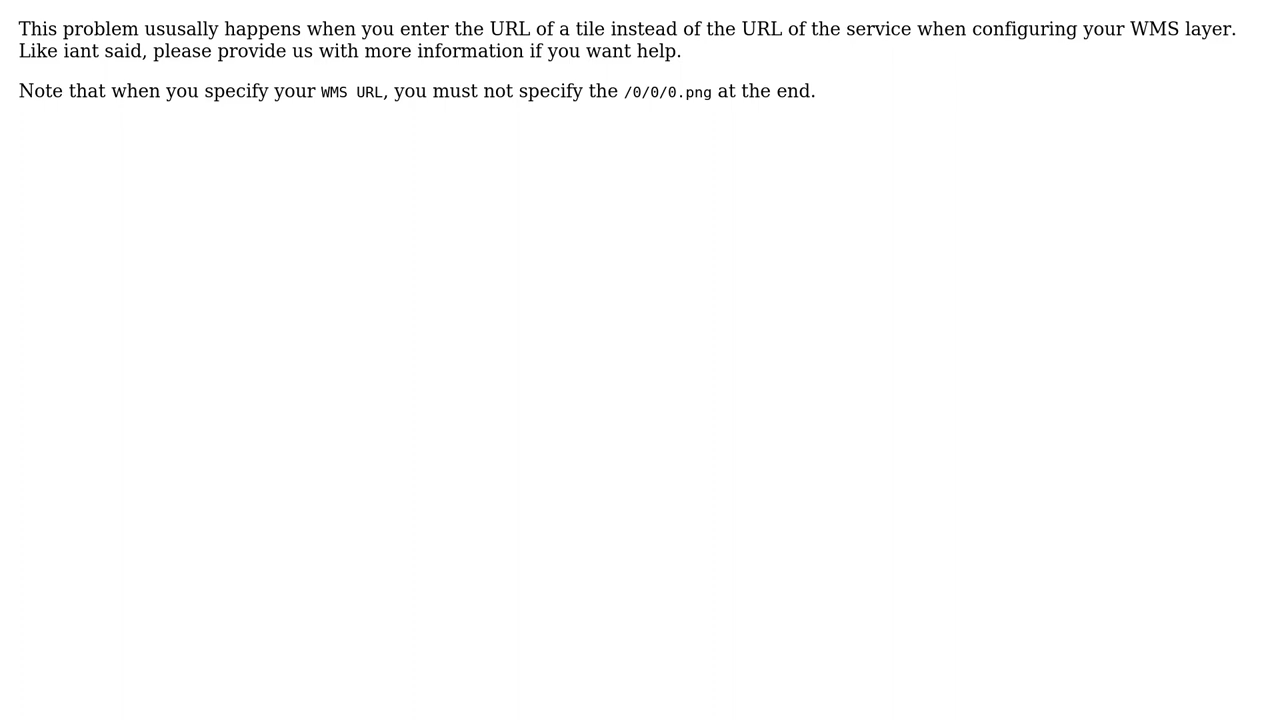 This problem ususally happens when you enter the URL of a tile instead of the URL of the service when configuring your WMS layer.
Like iant said, please provide us with more information if you want help.
Note that when you specify your WMS URL, you must not specify the /0/0/0.png at the end.